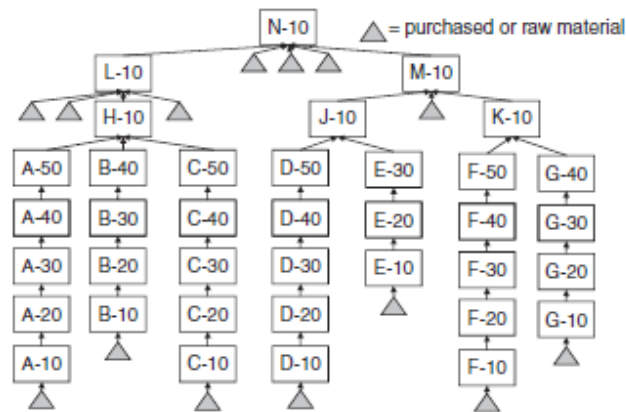 N-10
= purchased or raw material
L-10
M-10
H-10
J-10
K-10
A-50
B-40
C-50
D-50
E-30
F-50
G-40
A-40
B-30
C-40
D-40
E-20
F-40
G-30
A-30
B-20
C-30
D-30
E-10
F-30
G-20
A-20
B-10
C-20
D-20
F-20
G-10
A-10
C-10
D-10
F-10